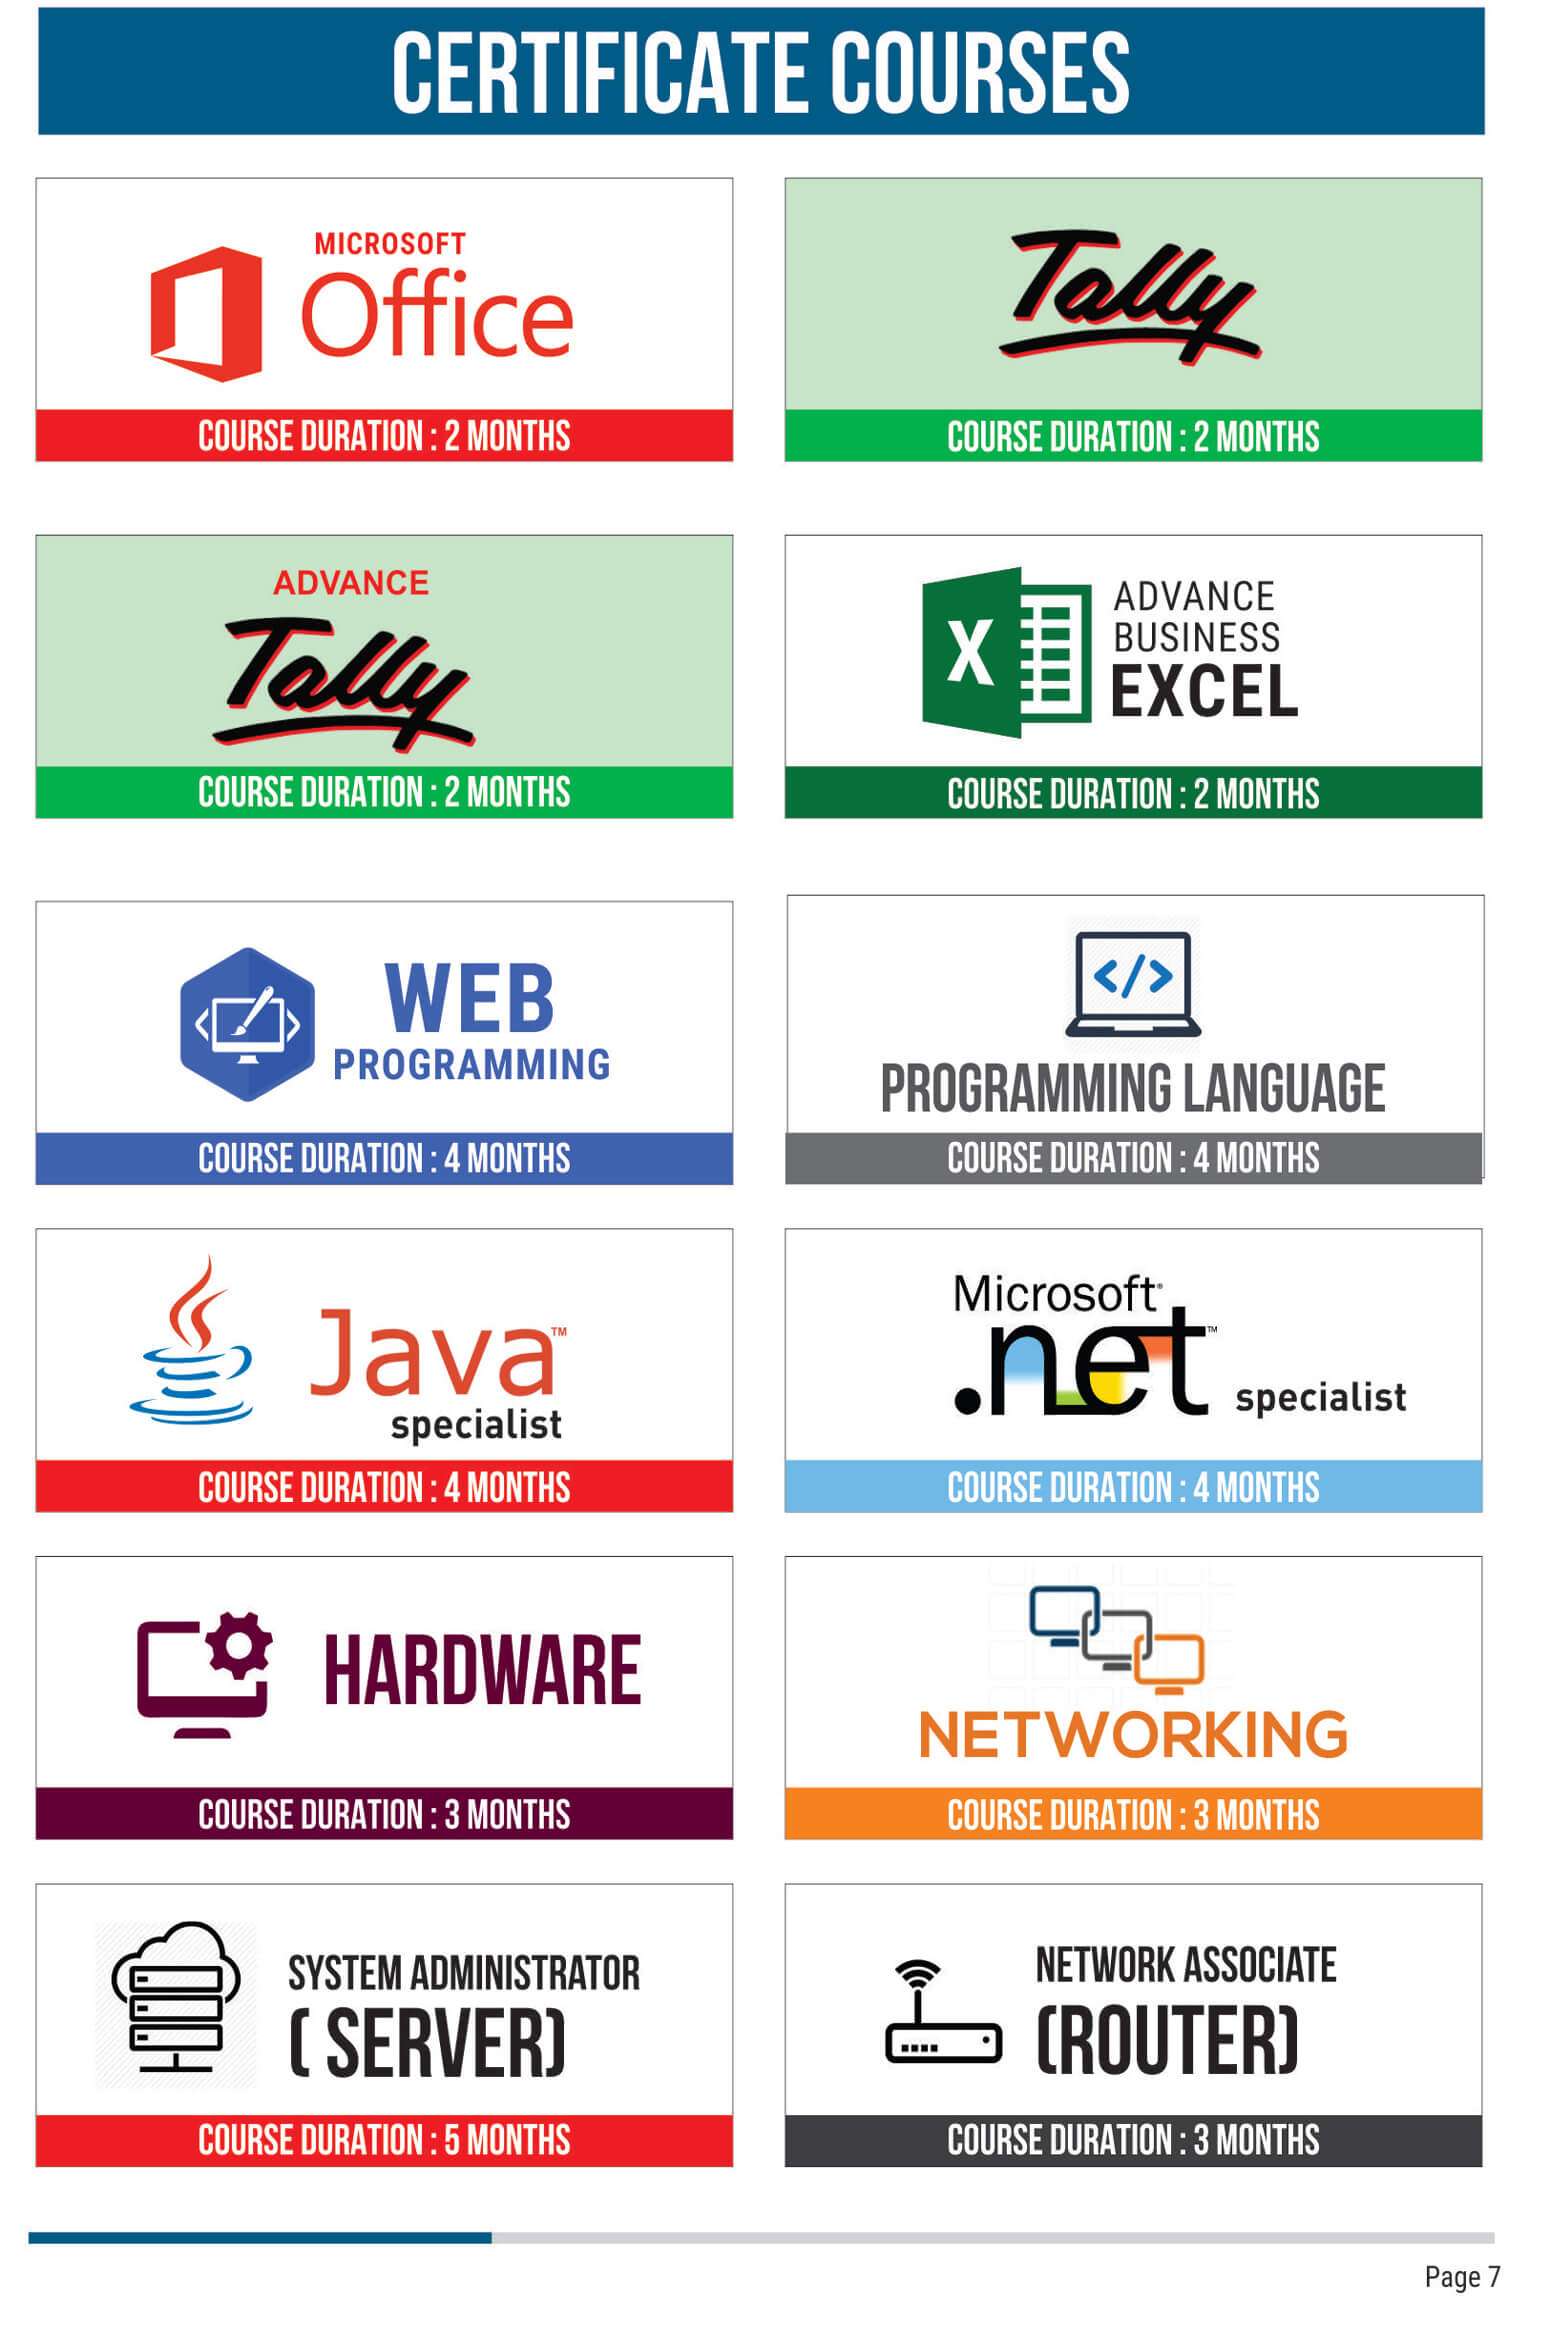 CERTIFICATE COURSES
MICROSOFT
Office
COURSE DURATION : 2 MONTHS
Tally
COURSE DURATION : 2 MONTHS
ADVANCE
Tally
COURSE DURATION : 2 MONTHS
X
ADVANCE
BUSINESS
EXCEL
COURSE DURATION : 2 MONTHS
WEB
PROGRAMMING
COURSE DURATION : 4 MONTHS
</>
PROGRAMMING LANGUAGE
COURSE DURATION : 4 MONTHS
Java™
specialist
COURSE DURATION : 4 MONTHS
Microsoft®
.net™ specialist
COURSE DURATION : 4 MONTHS
HARDWARE
COURSE DURATION : 3 MONTHS
NETWORKING
COURSE DURATION : 3 MONTHS
SYSTEM ADMINISTRATOR
( SERVER)
COURSE DURATION : 5 MONTHS
NETWORK ASSOCIATE
(ROUTER)
COURSE DURATION : 3 MONTHS
Page 7